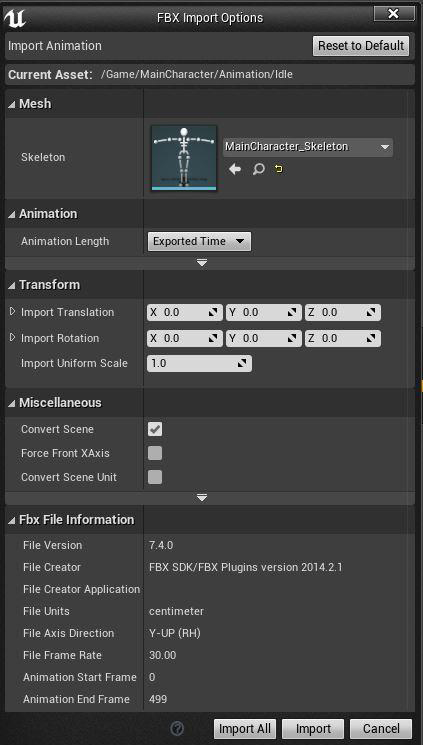 FBX Import Options
Import Animation Reset to Default
Current Asset: /Game/MainCharacter/Animation/Idle
Mesh
Skeleton MainCharacter_Skeleton
Animation
Animation Length Exported Time
Transform
Import Translation X 0.0 Y 0.0 Z 0.0
Import Rotation X 0.0 Y 0.0 Z 0.0
Import Uniform Scale 1.0
Miscellaneous
Convert Scene
Force Front XAxis
Convert Scene Unit
Fbx File Information
File Version 7.4.0
File Creator FBX SDK/FBX Plugins version 2014.2.1
File Creator Application
File Units centimeter
File Axis Direction Y-UP (RH)
File Frame Rate 30.00
Animation Start Frame 0
Animation End Frame 499
? Import All Import Cancel